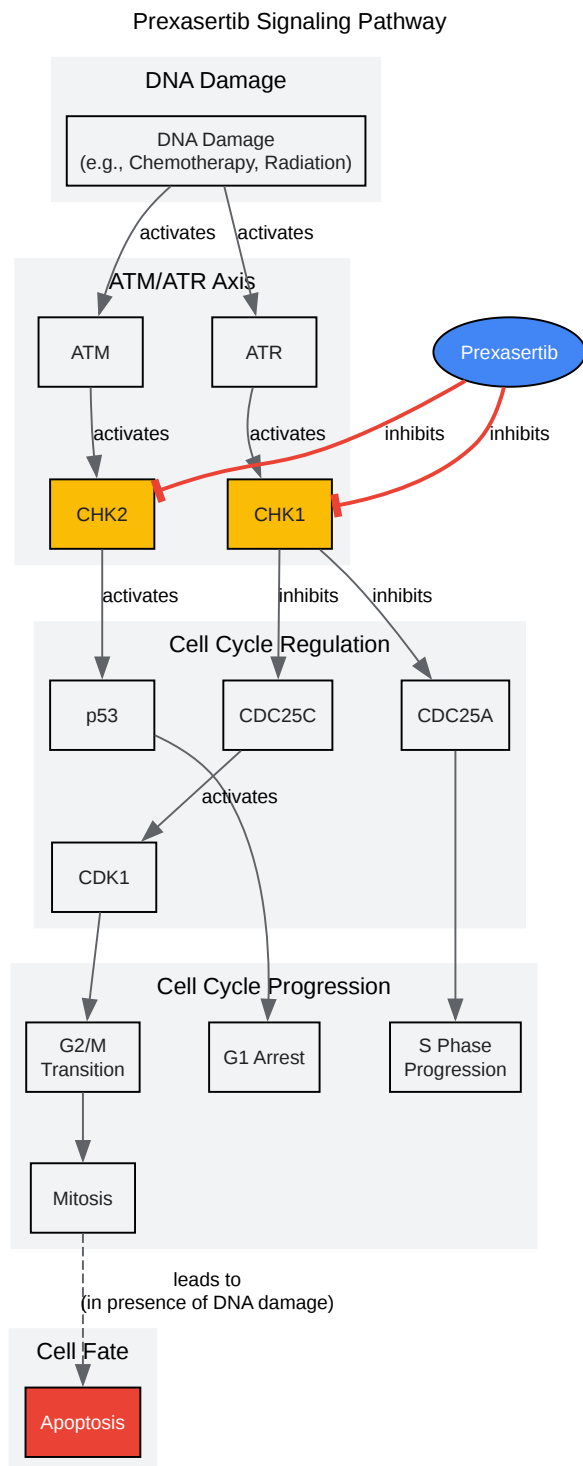 Prexasertib Signaling Pathway
DNA Damage
DNA Damage
(e.g., Chemotherapy, Radiation)
activates
activates
ATM/ATR Axis
ATM
ATR
Prexasertib
activates
activates
inhibits
inhibits
CHK2
CHK1
activates
inhibits
inhibits
Cell Cycle Regulation
p53
CDC25C
CDC25A
activates
CDK1
Cell Cycle Progression
G2/M
Transition
G1 Arrest
S Phase
Progression
Mitosis
leads to
(in presence of DNA damage)
Cell Fate
Apoptosis